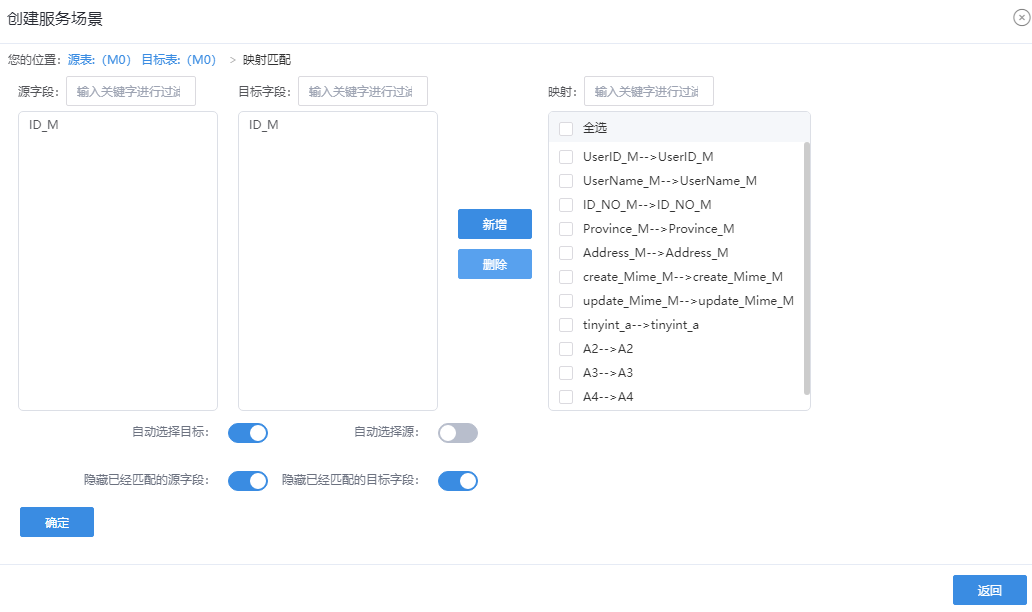 创建服务场景
您的位置: 源表: (M0) 目标表: (M0) > 映射匹配
源字段: 输入关键字进行过滤 目标字段: 输入关键字进行过滤 映射: 输入关键字进行过滤
ID_M
ID_M
新增
删除
全选
UserID_M-->UserID_M
UserName_M-->UserName_M
ID_NO_M-->ID_NO_M
Province_M-->Province_M
Address_M-->Address_M
create_Mime_M-->create_Mime_M
update_Mime_M-->update_Mime_M
tinyint_a-->tinyint_a
A2-->A2
A3-->A3
A4-->A4
自动选择目标: 自动选择源:
隐藏已经匹配的源字段: 隐藏已经匹配的目标字段:
确定
返回